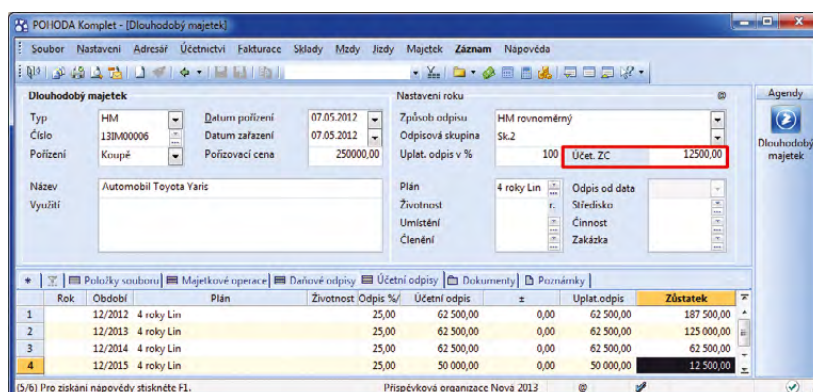 POHODA Komplet - [Dlouhodobý majetek]
Soubor Nastavení Adresář Účetnictví Fakturace Sklady Mzdy Jízdy Majetek Záznam Nápověda
Dlouhodobý majetek Nastavení roku @ Agendy
Typ HM Datum pořízení 07.05.2012 Způsob odpisu HM rovnoměrný
Číslo 13IM00006 Datum zařazení 07.05.2012 Odpisová skupina Sk.2
Pořízení Koupě Pořizovací cena 250000,00 Uplat. odpis v % 100 Účet. ZC 12500,00
Dlouhodobý majetek
Název Automobil Toyota Yaris Plán 4 roky Lin Odpis od data
Využití Životnost r. Středisko
Umístění Činnost
Členění Zakázka
* Položky souboru Majetkové operace Daňové odpisy Účetní odpisy Dokumenty Poznámky
Rok Období Plán Životnost Odpis %/ Účetní odpis ± Uplat.odpis Zůstatek
1 12/2012 4 roky Lin 25,00 62 500,00 0,00 62 500,00 187 500,00
2 12/2013 4 roky Lin 25,00 62 500,00 0,00 62 500,00 125 000,00
3 12/2014 4 roky Lin 25,00 62 500,00 0,00 62 500,00 62 500,00
4 12/2015 4 roky Lin 25,00 50 000,00 0,00 50 000,00 12 500,00
(5/6) Pro získání nápovědy stiskněte F1. Příspěvková organizace Nová 2013 @